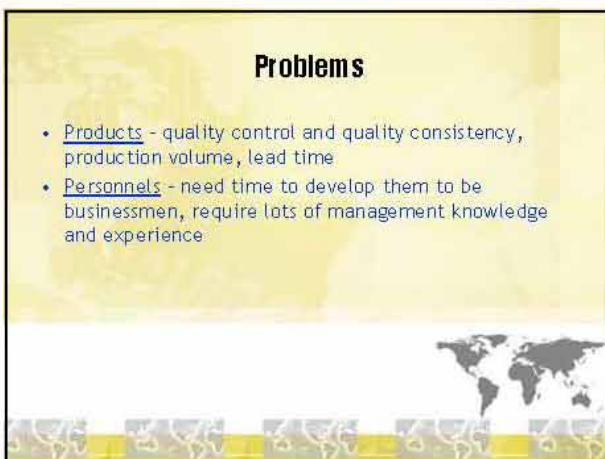 Problems
• Products - quality control and quality consistency,
production volume, lead time
• Personnels - need time to develop them to be
businessmen, require lots of management knowledge
and experience